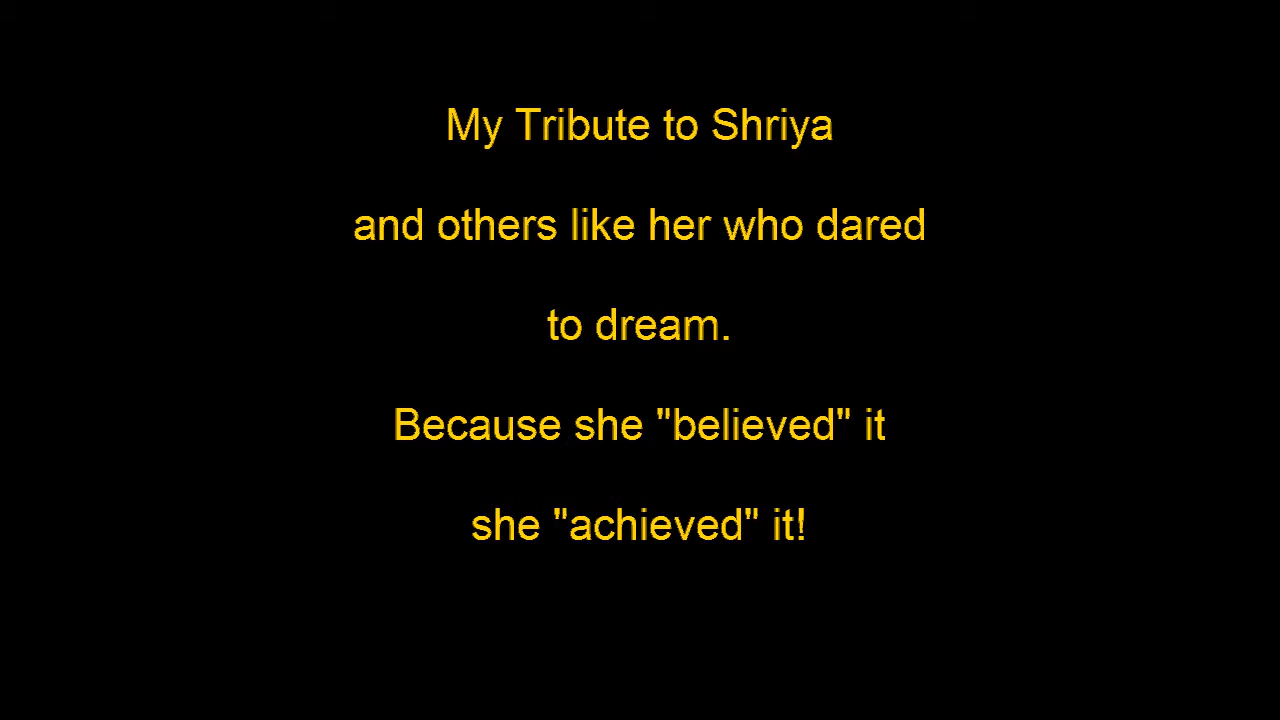 My Tribute to Shriya
and others like her who dared
to dream.
Because she "believed" it
she "achieved" it!